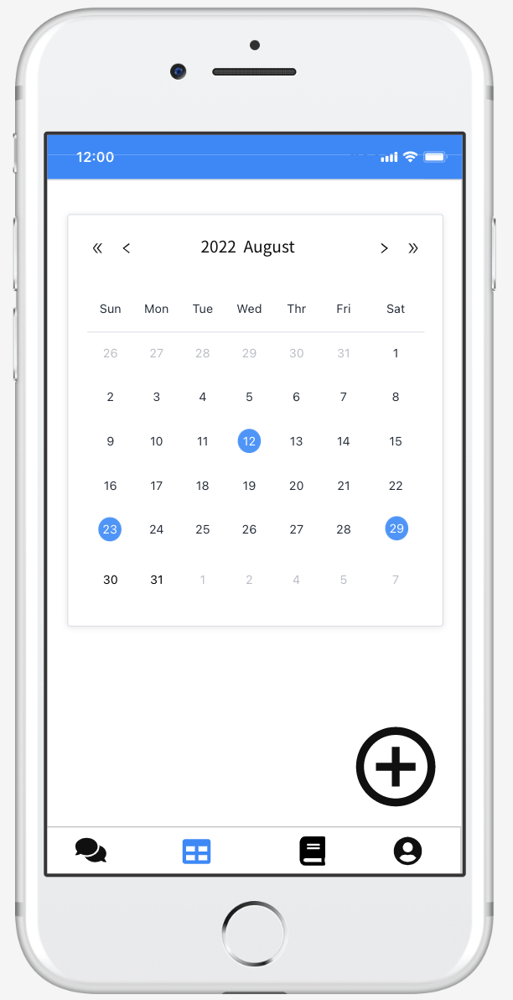 12:00
« < 2022 August > »
Sun Mon Tue Wed Thr Fri Sat
26 27 28 29 30 31 1
2 3 4 5 6 7 8
9 10 11 12 13 14 15
16 17 18 19 20 21 22
23 24 25 26 27 28 29
30 31 1 2 4 5 7